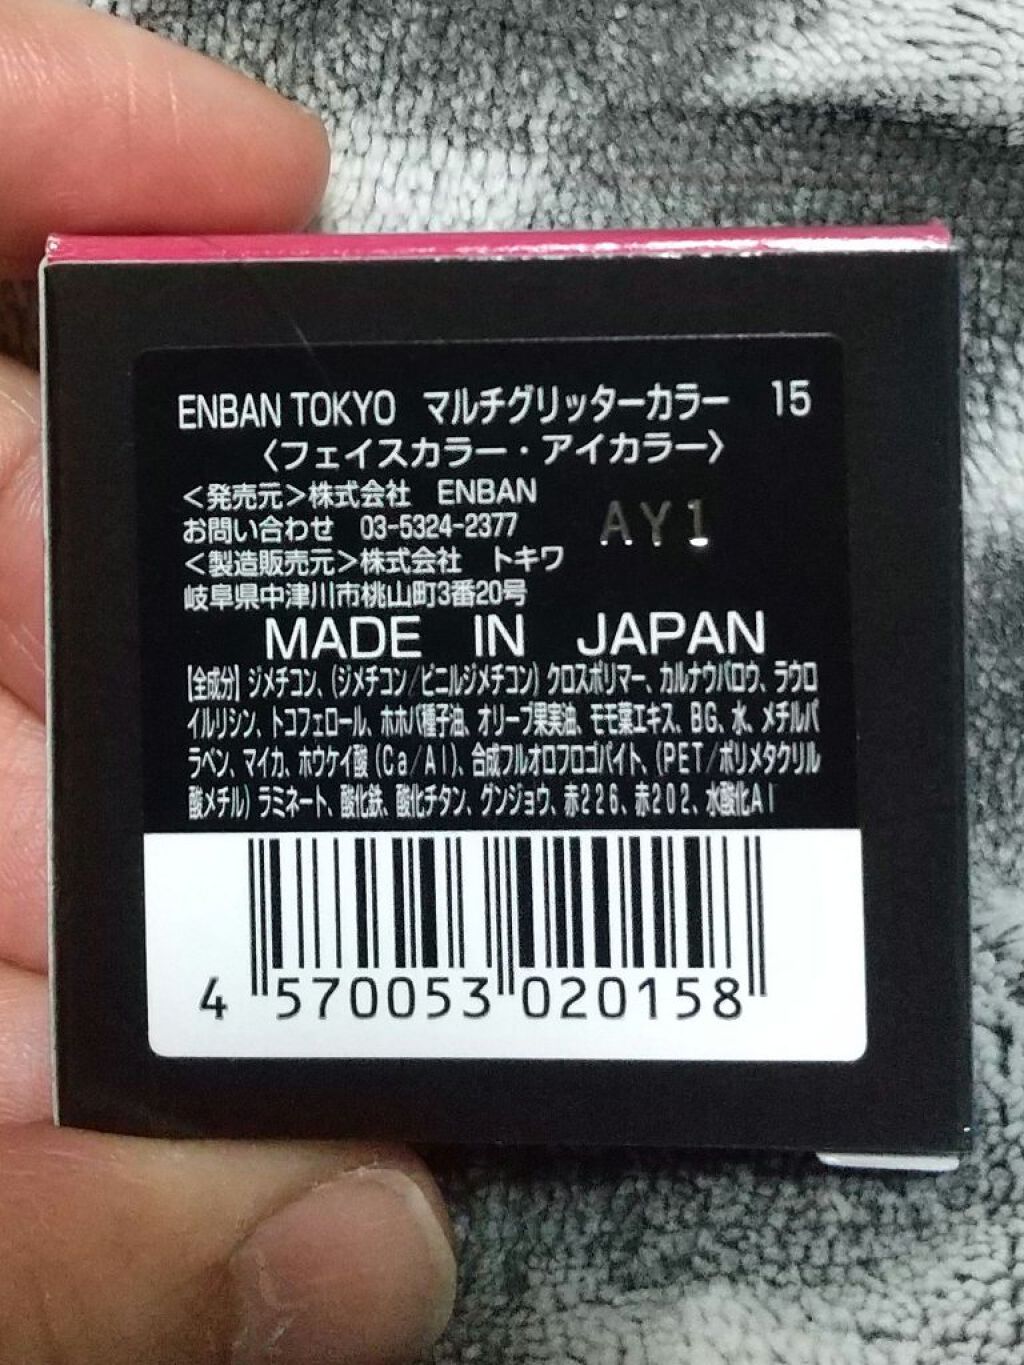 ENBAN TOKYO マルチグリッターカラー 15
〈フェイスカラー・アイカラー〉
＜発売元＞株式会社 ENBAN
お問い合わせ 03-5324-2377
AY1
＜製造販売元＞株式会社 トキワ
岐阜県中津川市桃山町3番20号
MADE IN JAPAN
[全成分] ジメチコン、(ジメチコン/ビニルジメチコン) クロスポリマー、カルナウバロウ、ラウロ
イルリシン、トコフェロール、ホホバ種子油、オリーブ果実油、モモ葉エキス、BG、水、メチルパ
ラベン、マイカ、ホウケイ酸(Ca/Al)、合成フルオロフロゴパイト、(PET/ポリメタクリル
酸メチル) ラミネート、酸化鉄、酸化チタン、グンジョウ、赤226、赤202、水酸化Al
4 570053 020158